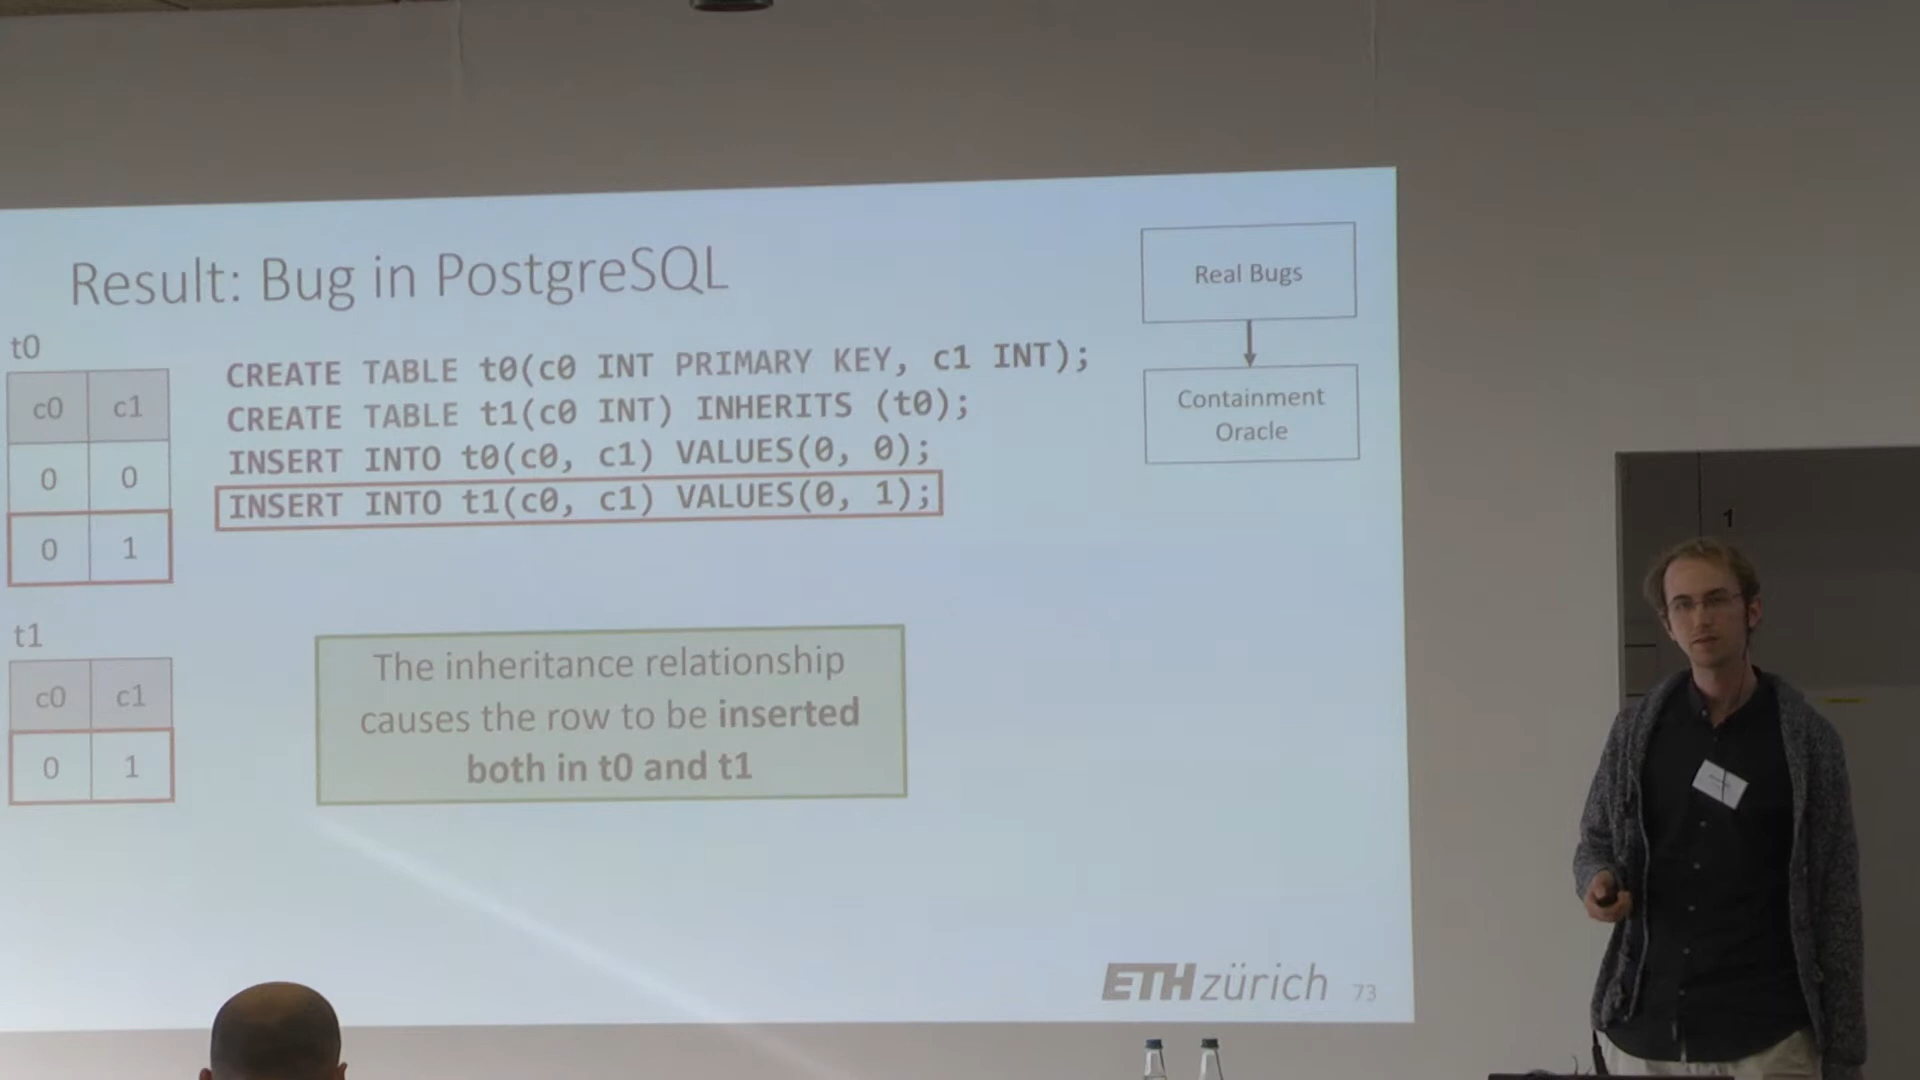 Result: Bug in PostgreSQL
Real Bugs
Containment
Oracle
t0
c0 c1
0 0
0 1
CREATE TABLE t0(c0 INT PRIMARY KEY, c1 INT);
CREATE TABLE t1(c0 INT) INHERITS (t0);
INSERT INTO t0(c0, c1) VALUES(0, 0);
INSERT INTO t1(c0, c1) VALUES(0, 1);
t1
c0 c1
0 1
The inheritance relationship
causes the row to be inserted
both in t0 and t1
ETH zürich 73
1